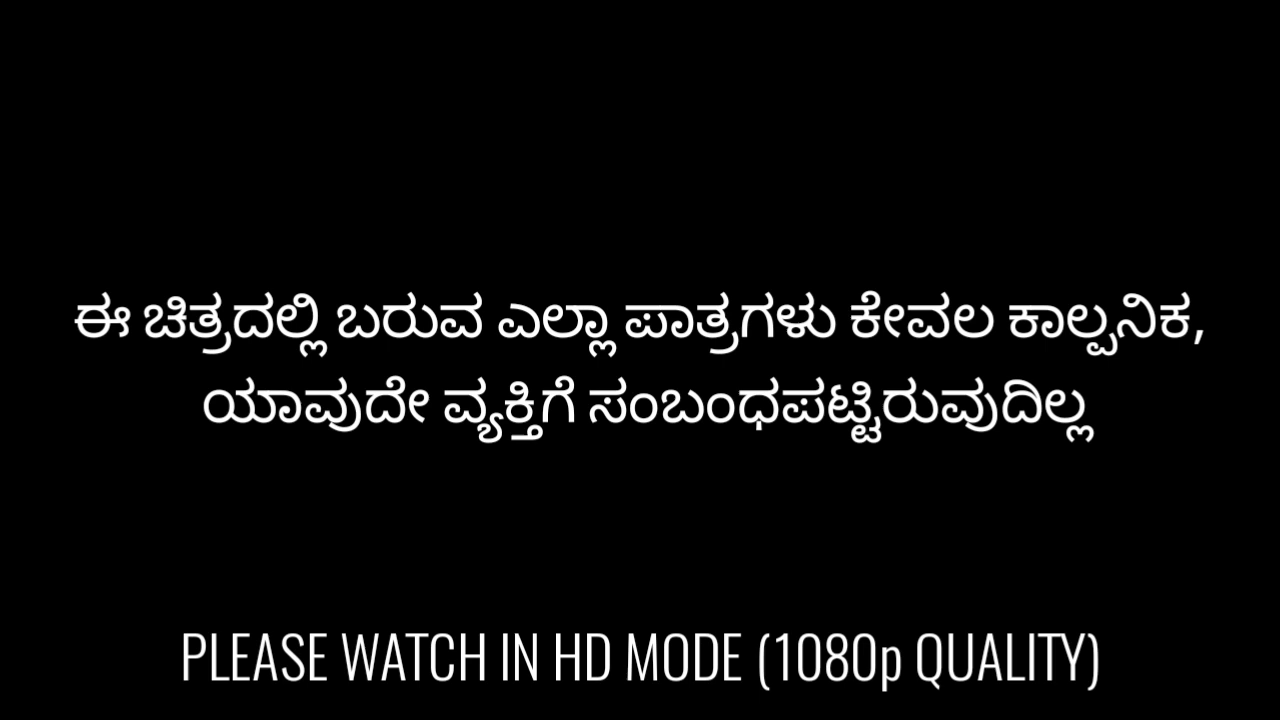 ಈ ಚಿತ್ರದಲ್ಲಿ ಬರುವ ಎಲ್ಲಾ ಪಾತ್ರಗಳು ಕೇವಲ ಕಾಲ್ಪನಿಕ,
ಯಾವುದೇ ವ್ಯಕ್ತಿಗೆ ಸಂಬಂಧಪಟ್ಟಿರುವುದಿಲ್ಲ
PLEASE WATCH IN HD MODE (1080p QUALITY)